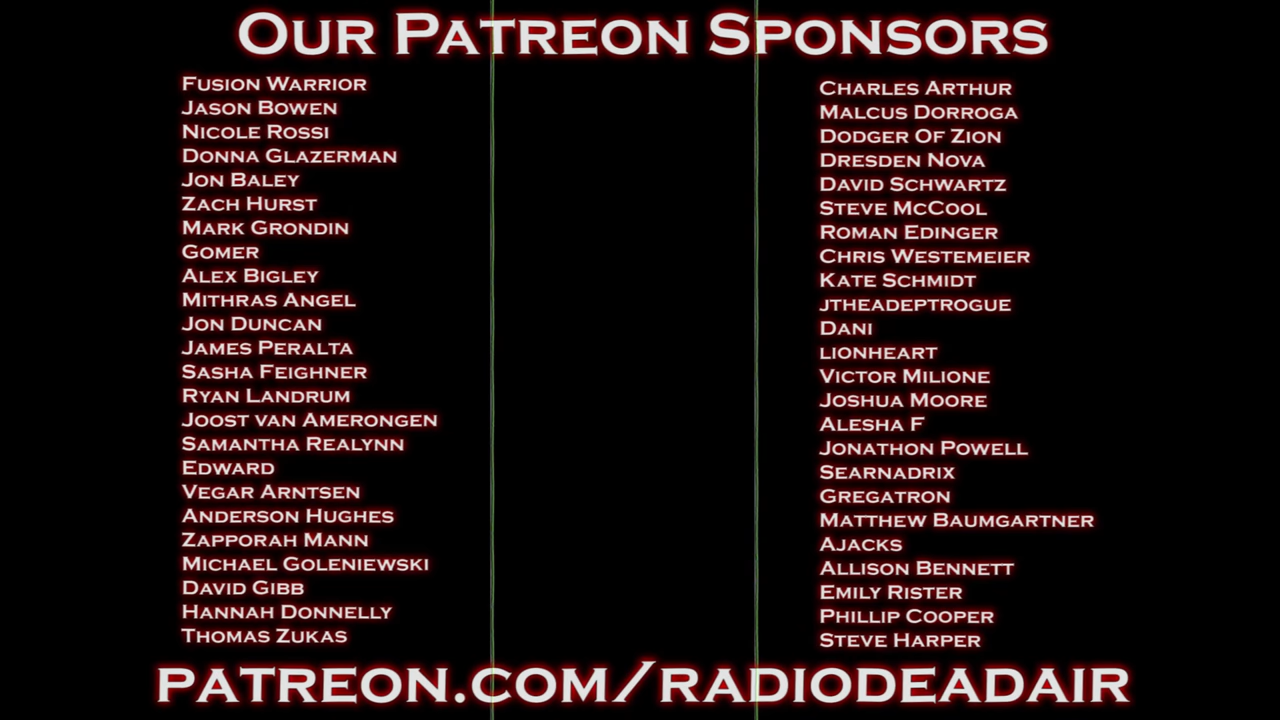 Our Patreon Sponsors
Fusion Warrior
Jason Bowen
Nicole Rossi
Donna Glazerman
Jon Baley
Zach Hurst
Mark Grondin
Gomer
Alex Bigley
Mithras Angel
Jon Duncan
James Peralta
Sasha Feighner
Ryan Landrum
Joost van Amerongen
Samantha Realynn
Edward
Vegar Arntsen
Anderson Hughes
Zapporah Mann
Michael Goleniewski
David Gibb
Hannah Donnelly
Thomas Zukas
Charles Arthur
Malcus Dorroga
Dodger Of Zion
Dresden Nova
David Schwartz
Steve McCool
Roman Edinger
Chris Westemeier
Kate Schmidt
jtheadeptrogue
Dani
lionheart
Victor Milione
Joshua Moore
Alesha F
Jonathon Powell
Searnadrix
Gregatron
Matthew Baumgartner
Ajacks
Allison Bennett
Emily Rister
Phillip Cooper
Steve Harper
patreon.com/radiodeadair